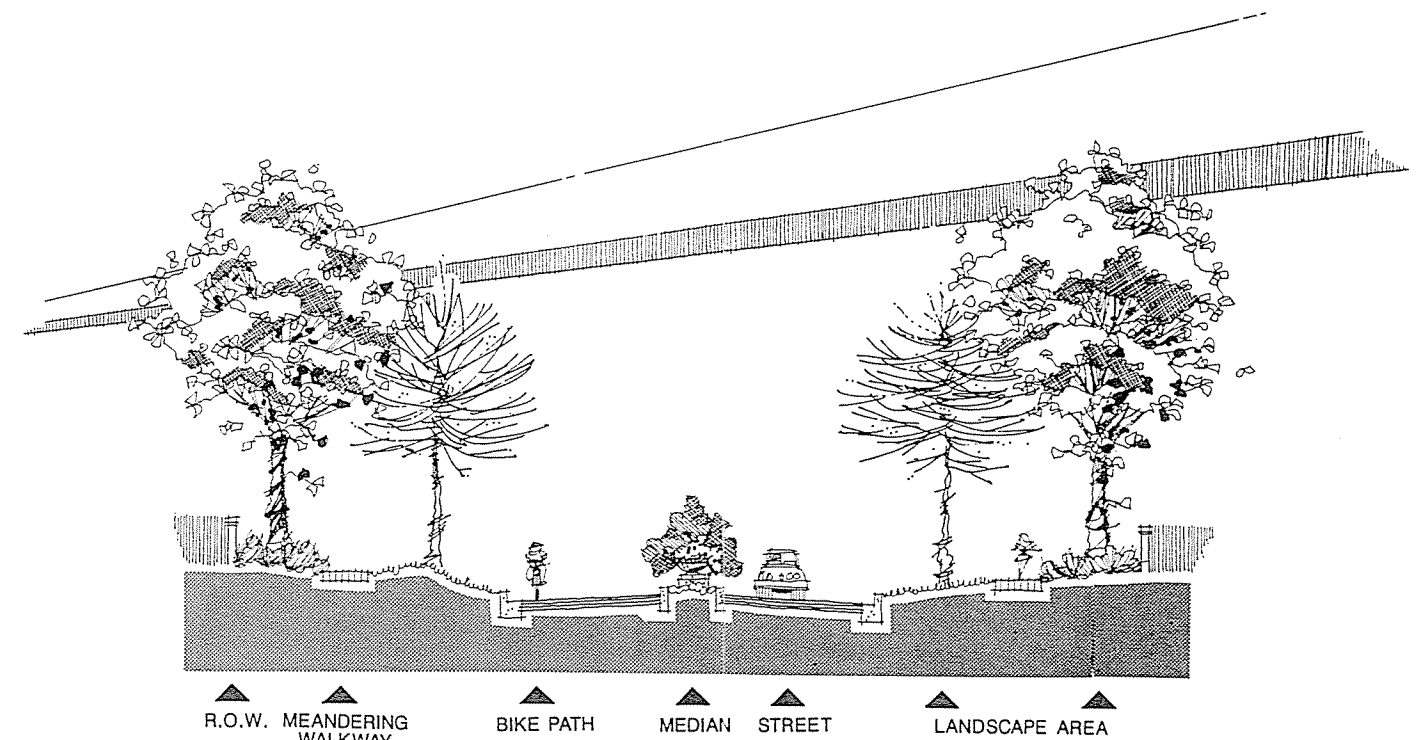 R.O.W.
MEANDERING
WALKWAY
BIKE PATH
MEDIAN
STREET
LANDSCAPE AREA